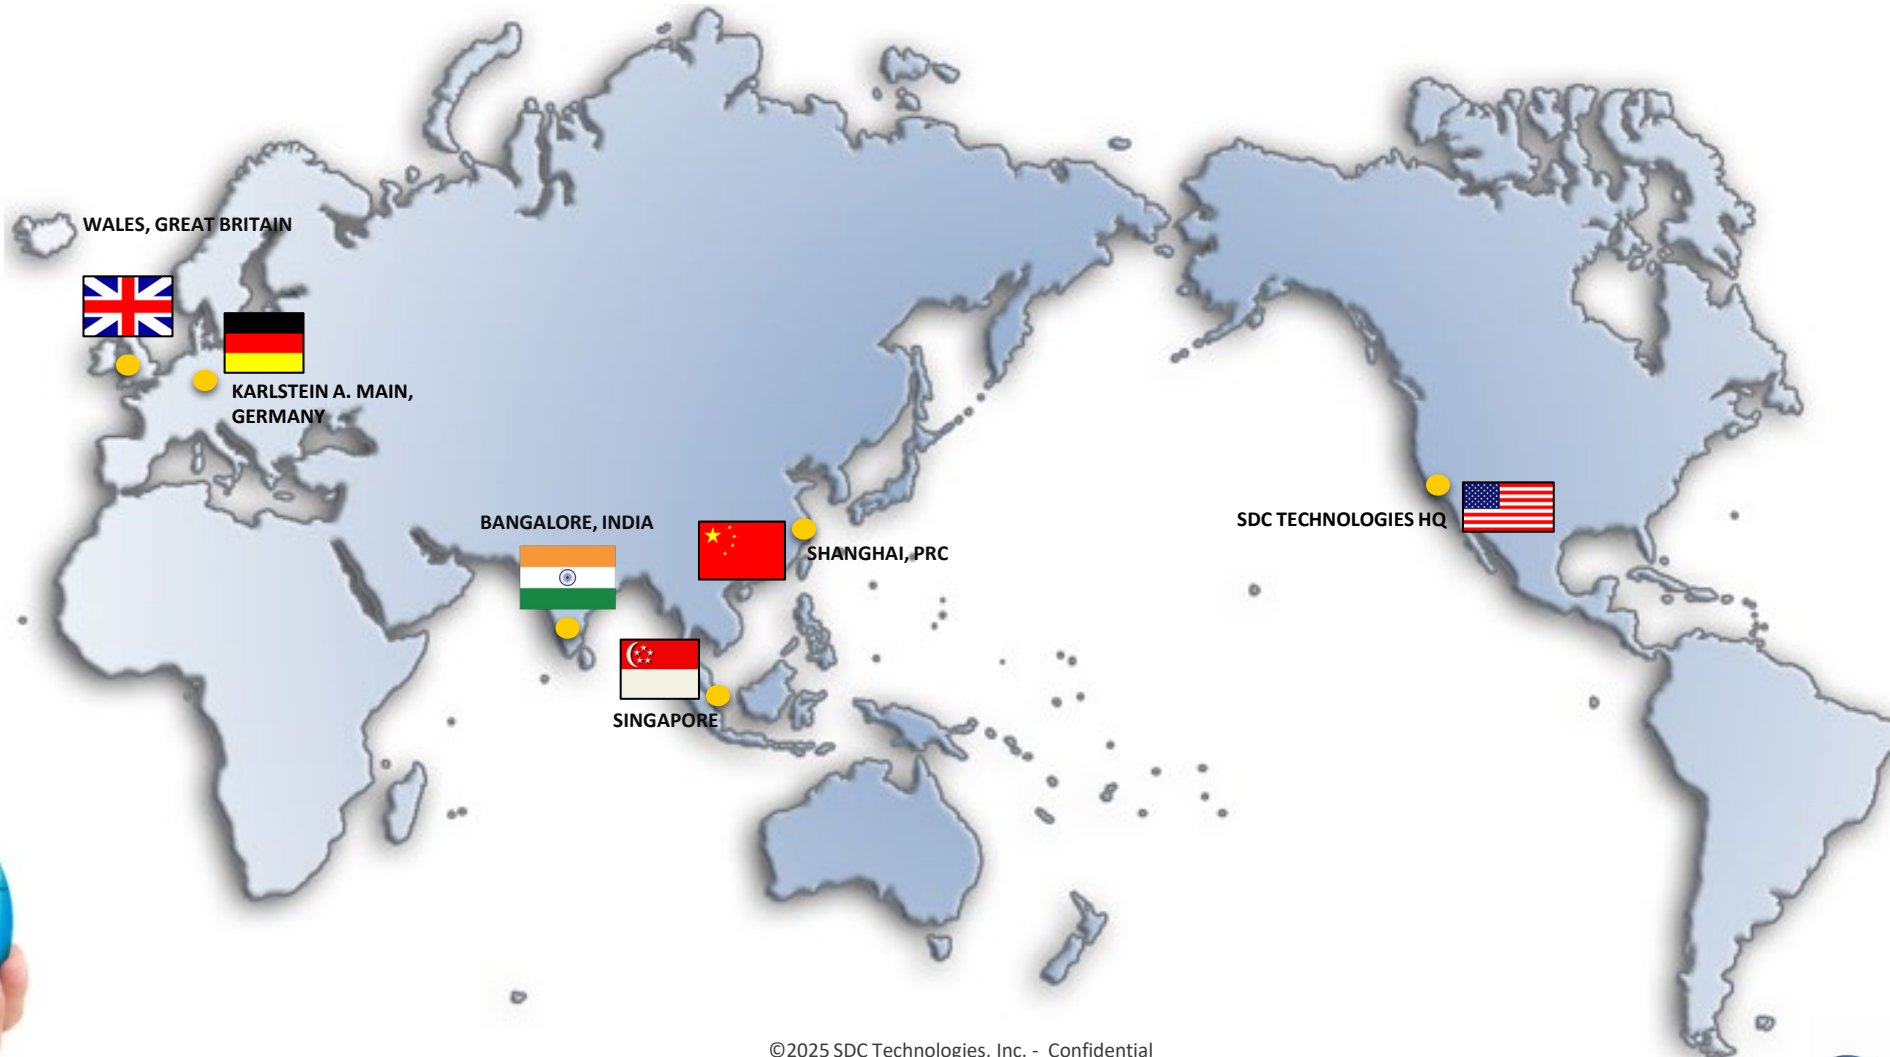 WALES, GREAT BRITAIN
KARLSTEIN A. MAIN,
GERMANY
BANGALORE, INDIA
SHANGHAI, PRC
SDC TECHNOLOGIES HQ
SINGAPORE
©2025 SDC Technologies, Inc. - Confidential